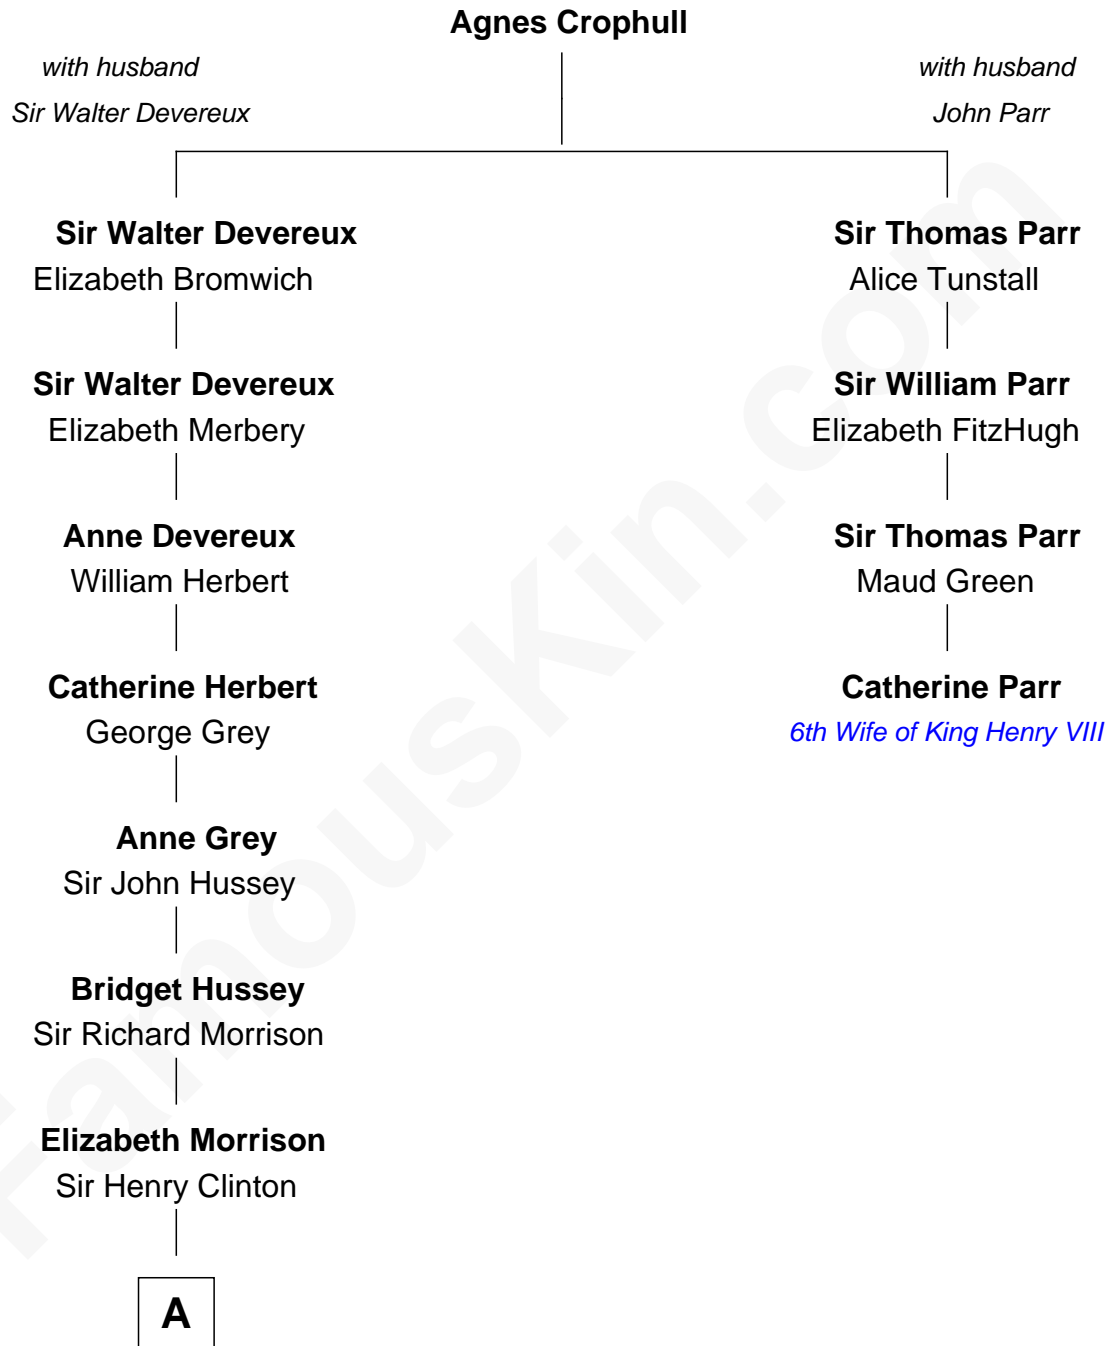 Agnes Crophull
with husband
Sir Walter Devereux
with husband
John Parr
Sir Walter Devereux
Elizabeth Bromwich
Sir Thomas Parr
Alice Tunstall
Sir Walter Devereux
Elizabeth Merbery
Sir William Parr
Elizabeth FitzHugh
Anne Devereux
William Herbert
Sir Thomas Parr
Maud Green
Catherine Herbert
George Grey
Catherine Parr
6th Wife of King Henry VIII
Anne Grey
Sir John Hussey
Bridget Hussey
Sir Richard Morrison
Elizabeth Morrison
Sir Henry Clinton
A
FamousKin.com